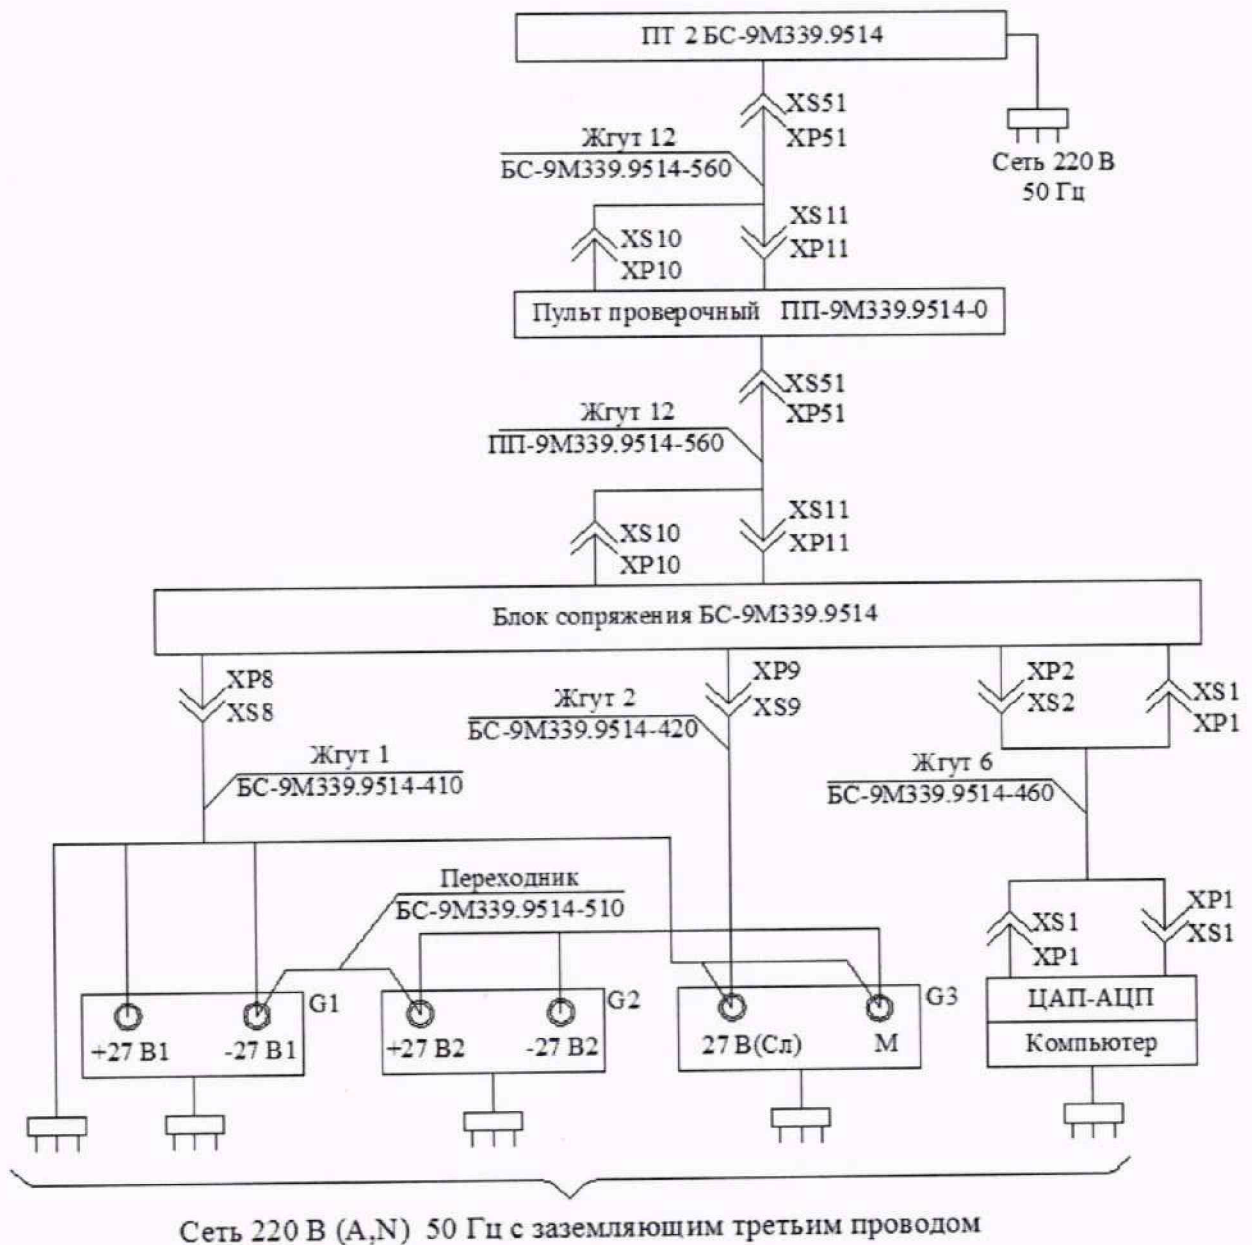 ПТ 2 БС-9М339.9514
XS51
XP51
Сеть 220 В
50 Гц
Жгут 12
БС-9М339.9514-560
XS10
XP10
XS11
XP11
Пульт проверочный ПП-9М339.9514-0
XS51
XP51
Жгут 12
ПП-9М339.9514-560
XS10
XP10
XS11
XP11
Блок сопряжения БС-9М339.9514
XP8
XS8
XP9
XS9
XP2
XS2
XS1
XP1
Жгут 2
БС-9М339.9514-420
Жгут 1
БС-9М339.9514-410
Жгут 6
БС-9М339.9514-460
Переходник
БС-9М339.9514-510
XS1
XP1
XP1
XS1
G1
+27 В1 -27 В1
G2
+27 В2 -27 В2
G3
27 В(Сл) М
ЦАП-АЦП
Компьютер
Сеть 220 В (А,N) 50 Гц с заземляющим третьим проводом